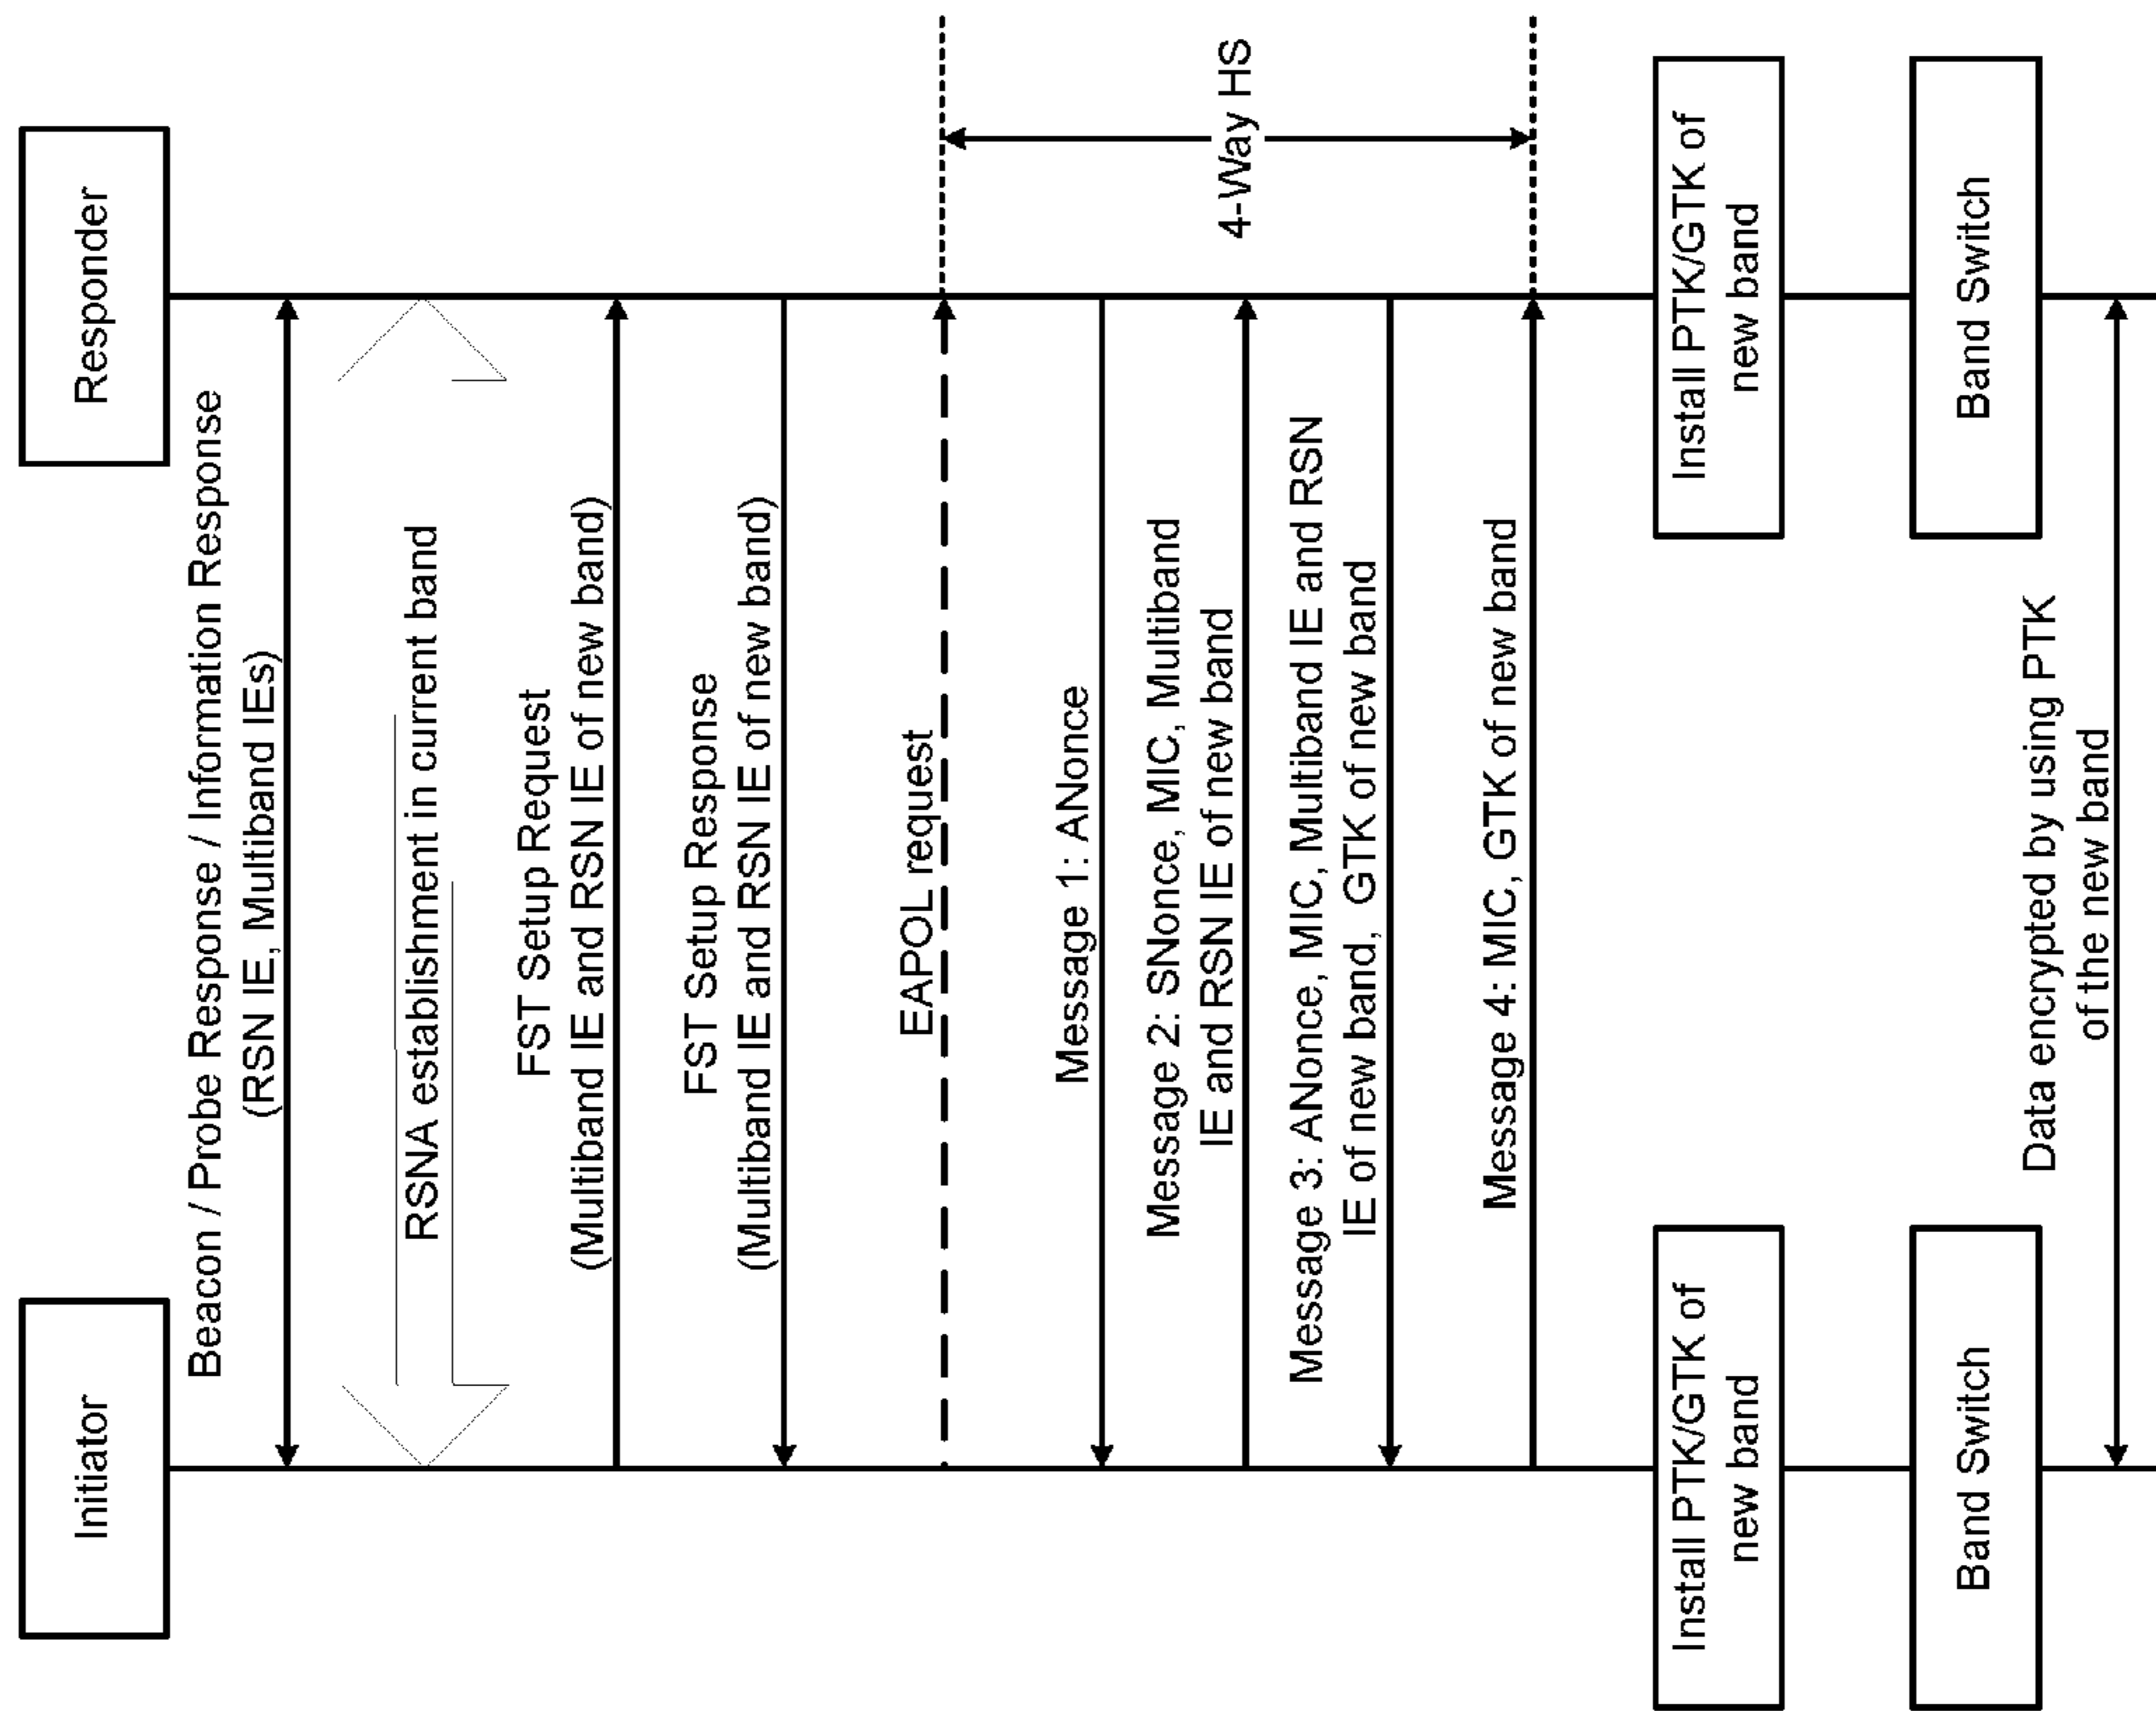 Initiator
Responder
Beacon / Probe Response / Information Response
(RSN IE, Multiband IEs)
RSNA establishment in current band
FST Setup Request
(Multiband IE and RSN IE of new band)
FST Setup Response
(Multiband IE and RSN IE of new band)
EAPOL request
4-Way HS
Message 1: ANonce
Message 2: SNonce, MIC, Multiband
IE and RSN IE of new band
Message 3: ANonce, MIC, Multiband IE and RSN
IE of new band, GTK of new band
Message 4: MIC, GTK of new band
Install PTK/GTK of
new band
Install PTK/GTK of
new band
Band Switch
Band Switch
Data encrypted by using PTK
of the new band